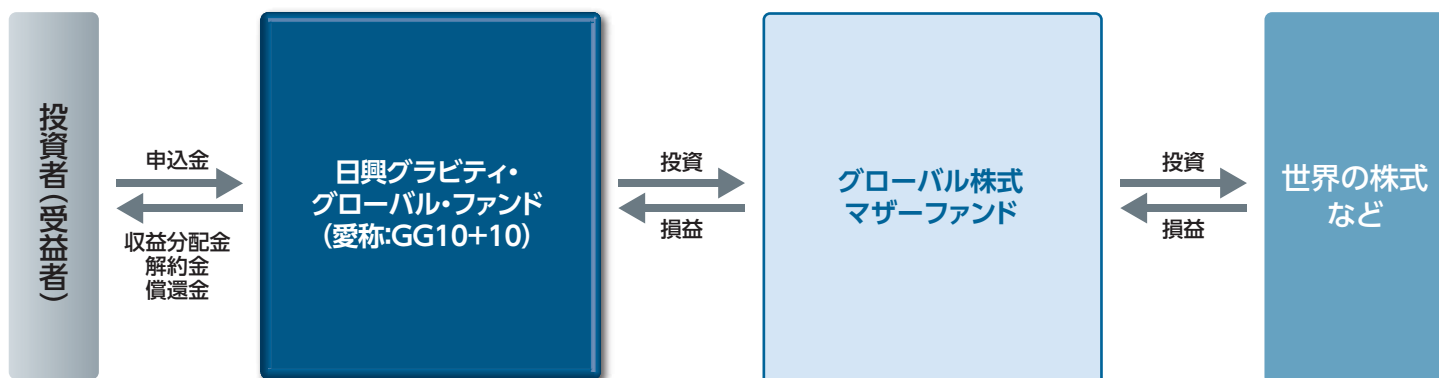 投資者（受益者）
申込金
収益分配金
解約金
償還金
日興グラビティ・
グローバル・ファンド
（愛称：GG10+10）
投資
損益
グローバル株式
マザーファンド
投資
損益
世界の株式
など